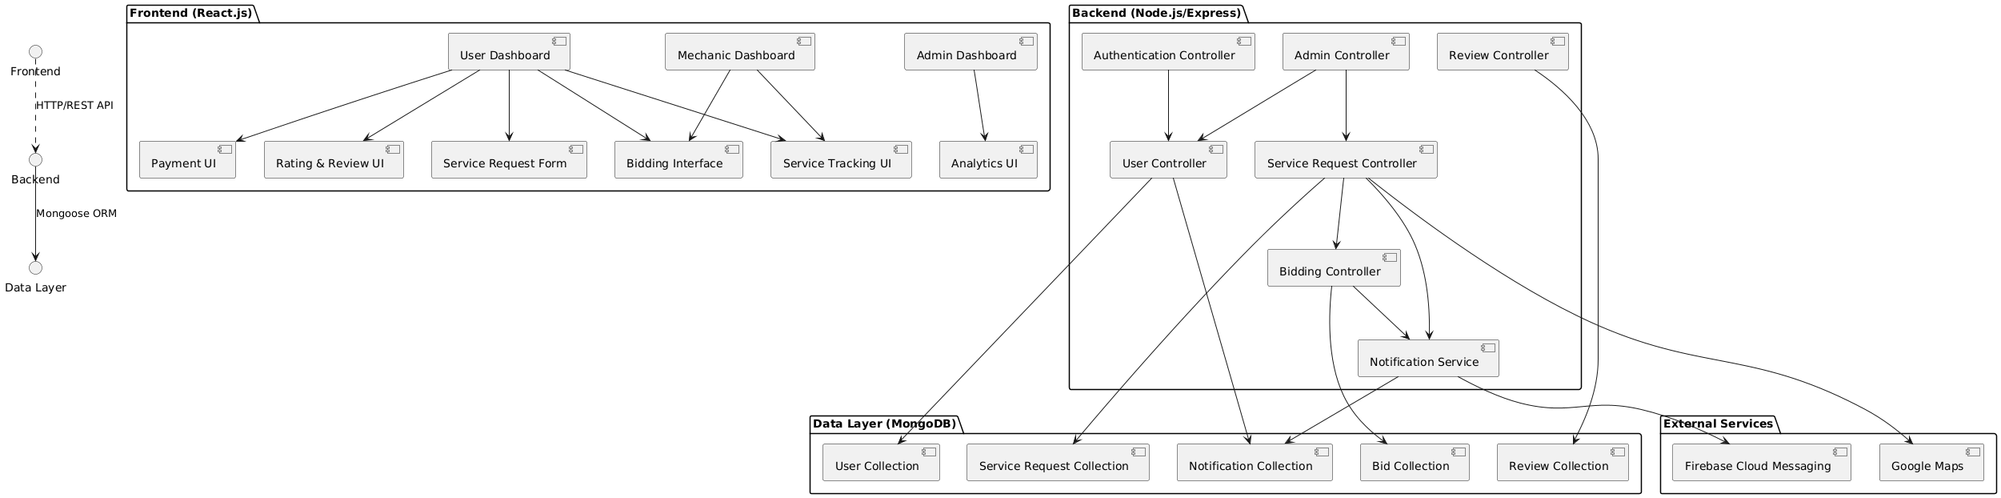 Frontend
HTTP/REST API
Backend
Mongoose ORM
Data Layer
Frontend (React.js)
User Dashboard
Mechanic Dashboard
Admin Dashboard
Payment UI
Rating & Review UI
Service Request Form
Bidding Interface
Service Tracking UI
Analytics UI
Backend (Node.js/Express)
Authentication Controller
Admin Controller
Review Controller
User Controller
Service Request Controller
Bidding Controller
Notification Service
Data Layer (MongoDB)
User Collection
Service Request Collection
Notification Collection
Bid Collection
Review Collection
External Services
Firebase Cloud Messaging
Google Maps